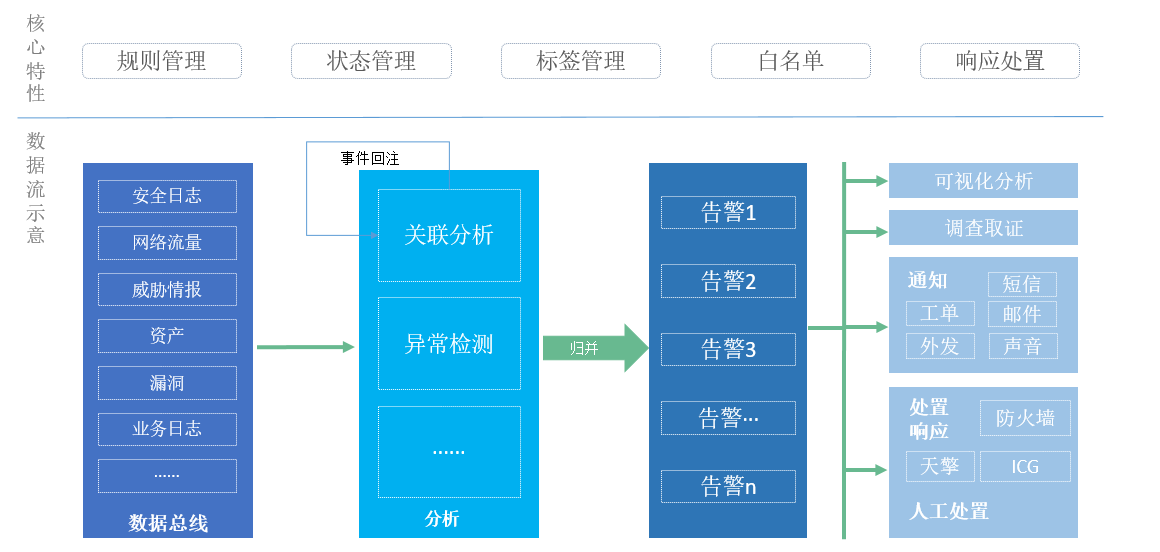 核心特性
规则管理
状态管理
标签管理
白名单
响应处置
数据流示意
安全日志
网络流量
威胁情报
资产
漏洞
业务日志
······
数据总线
事件回注
关联分析
异常检测
······
分析
归并
告警1
告警2
告警3
告警···
告警n
可视化分析
调查取证
通知
短信
工单
邮件
外发
声音
处置
响应
防火墙
天擎
ICG
人工处置